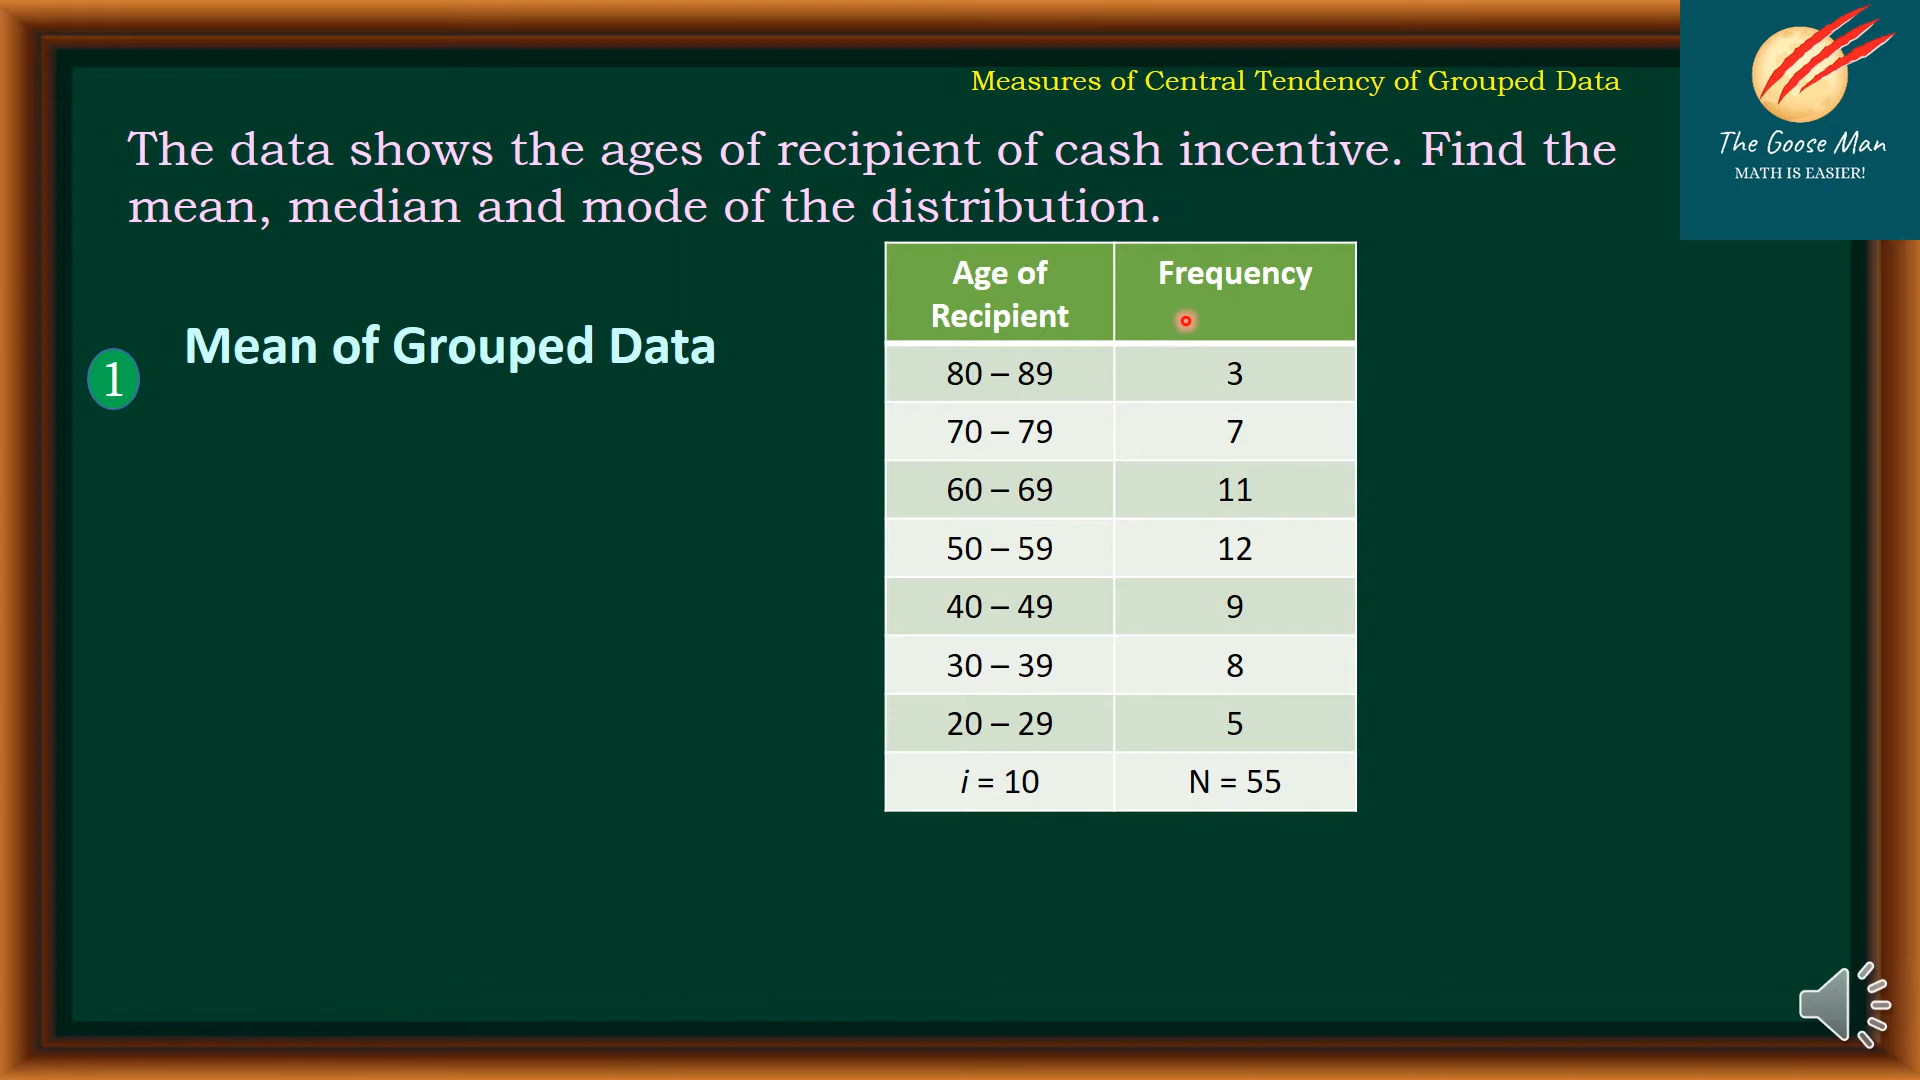 Measures of Central Tendency of Grouped Data
The Goose Man
MATH IS EASIER!
The data shows the ages of recipient of cash incentive. Find the
mean, median and mode of the distribution.
1
Mean of Grouped Data
Age of Recipient Frequency
80 – 89 3
70 – 79 7
60 – 69 11
50 – 59 12
40 – 49 9
30 – 39 8
20 – 29 5
i = 10 N = 55